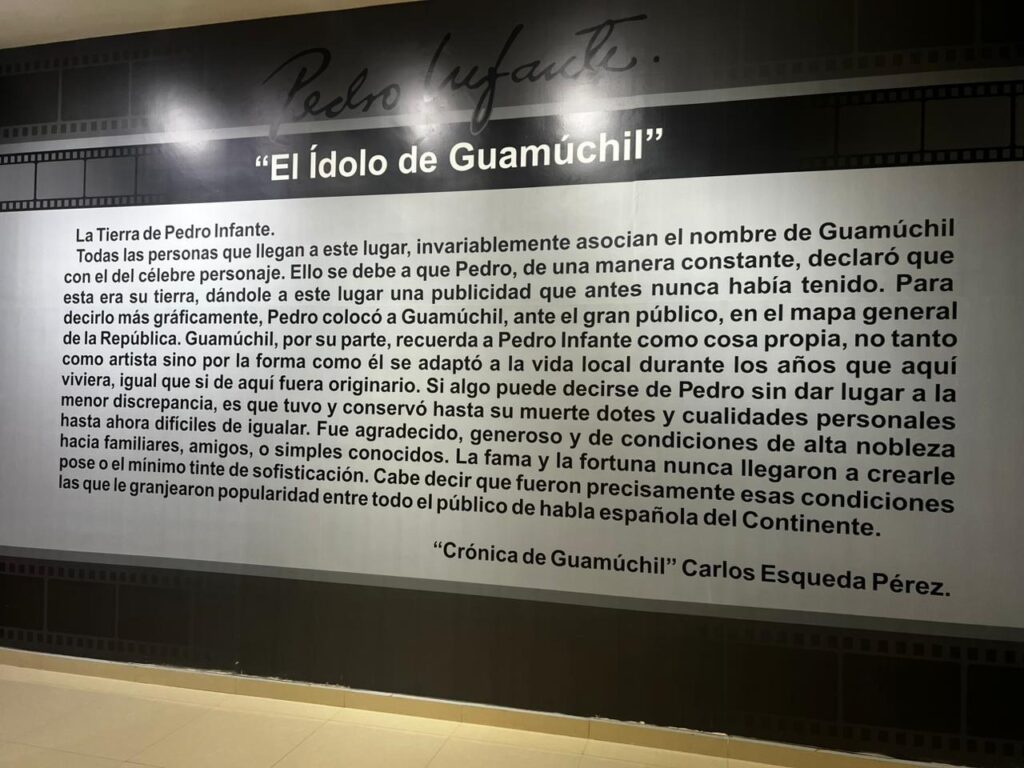 Pedro Infante.
“El Ídolo de Guamúchil”
La Tierra de Pedro Infante.
Todas las personas que llegan a este lugar, invariablemente asocian el nombre de Guamúchil
con el del célebre personaje. Ello se debe a que Pedro, de una manera constante, declaró que
esta era su tierra, dándole a este lugar una publicidad que antes nunca había tenido. Para
decirlo más gráficamente, Pedro colocó a Guamúchil, ante el gran público, en el mapa general
de la República. Guamúchil, por su parte, recuerda a Pedro Infante como cosa propia, no tanto
como artista sino por la forma como él se adaptó a la vida local durante los años que aquí
viviera, igual que si de aquí fuera originario. Si algo puede decirse de Pedro sin dar lugar a la
menor discrepancia, es que tuvo y conservó hasta su muerte dotes y cualidades personales
hasta ahora difíciles de igualar. Fue agradecido, generoso y de condiciones de alta nobleza
hacia familiares, amigos, o simples conocidos. La fama y la fortuna nunca llegaron a crearle
pose o el mínimo tinte de sofisticación. Cabe decir que fueron precisamente esas condiciones
las que le granjearon popularidad entre todo el público de habla española del Continente.
“Crónica de Guamúchil” Carlos Esqueda Pérez.